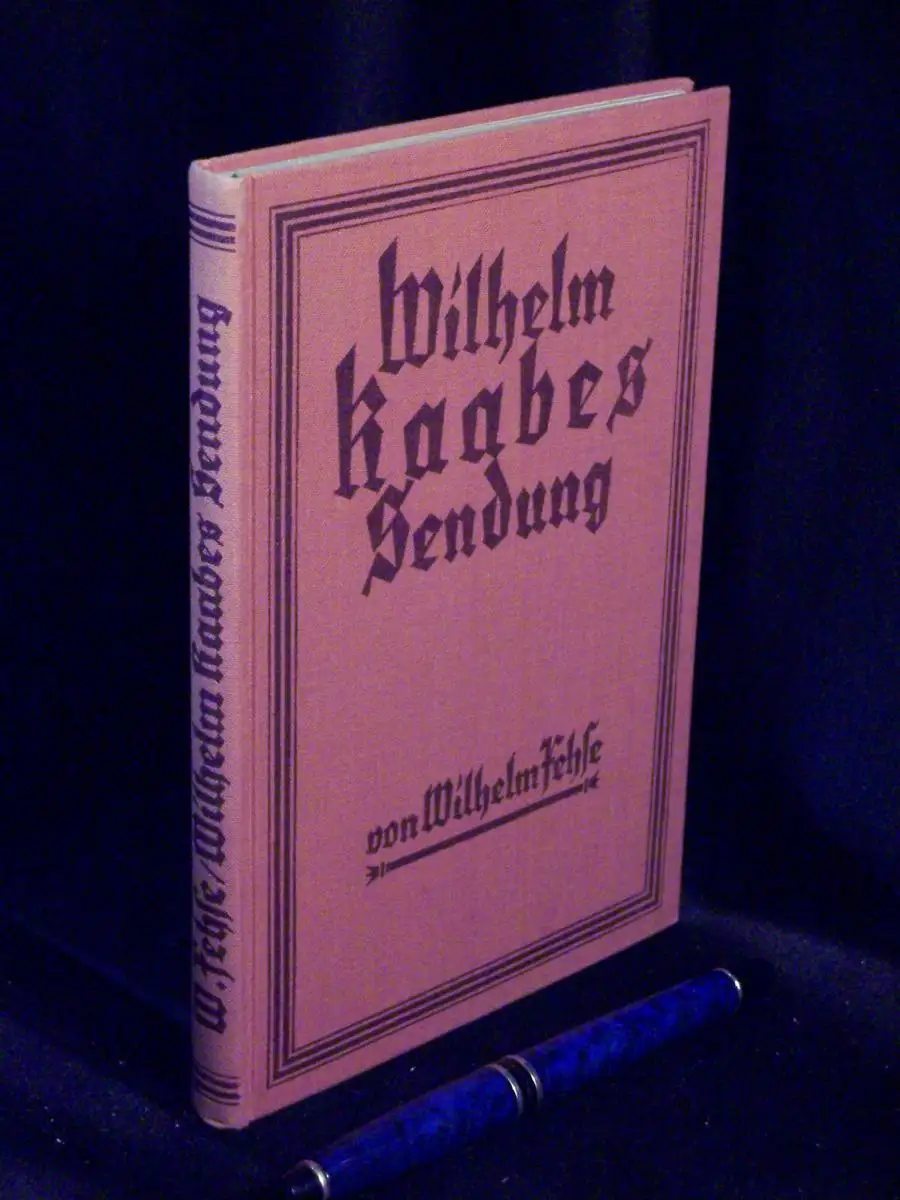 Wilhelm
Raabes
Sendung
von Wilhelm Fehse
W. Fehse / Wilhelm Raabes Sendung